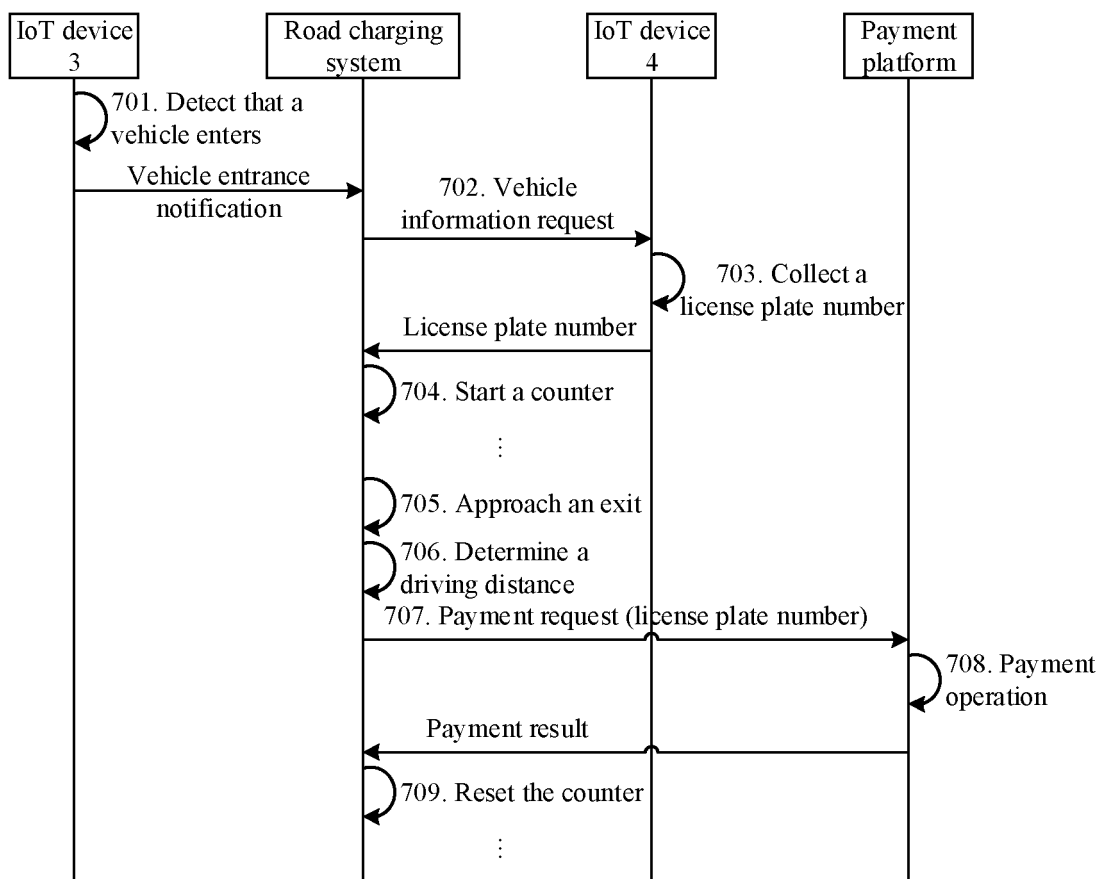 IoT device
3
Road charging
system
IoT device
4
Payment
platform
701. Detect that a
vehicle enters
Vehicle entrance
notification
702. Vehicle
information request
703. Collect a
license plate number
License plate number
704. Start a counter
⋮
705. Approach an exit
706. Determine a
driving distance
707. Payment request (license plate number)
708. Payment
operation
Payment result
709. Reset the counter
⋮